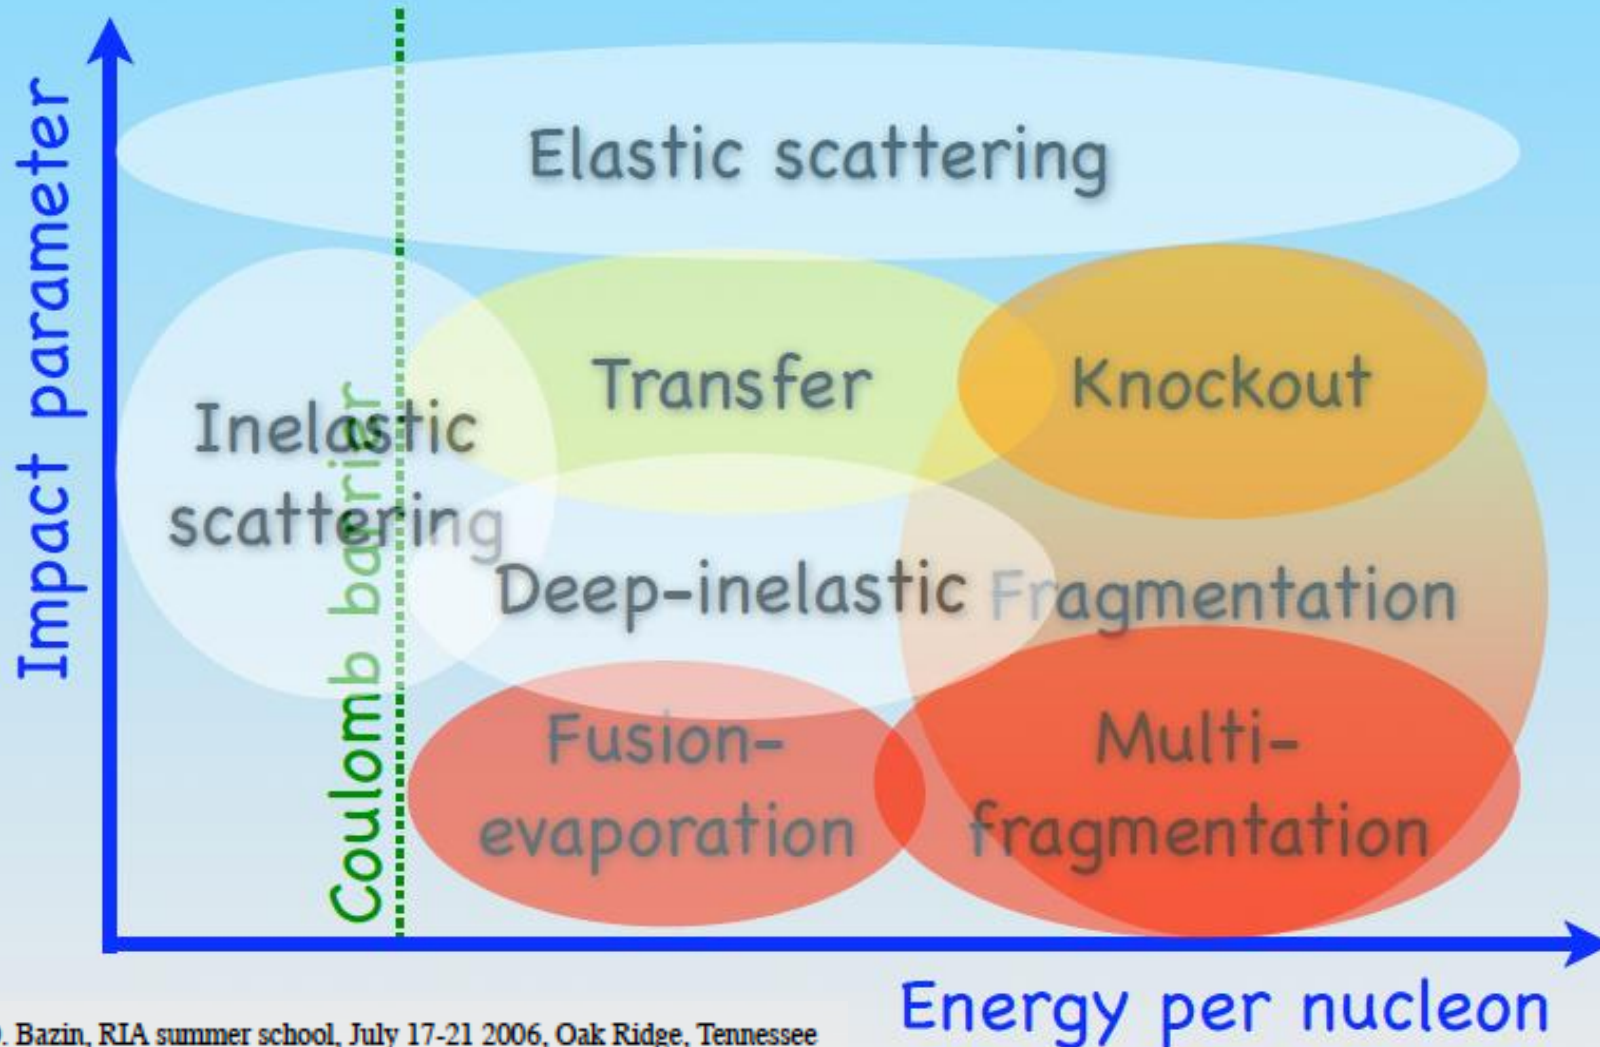 Impact parameter
Coulomb barrier
Elastic scattering
Transfer
Knockout
Inelastic
scattering
Deep-inelastic
Fragmentation
Fusion-
evaporation
Multi-
fragmentation
Energy per nucleon
. Bazin, RIA summer school, July 17-21 2006, Oak Ridge, Tennessee